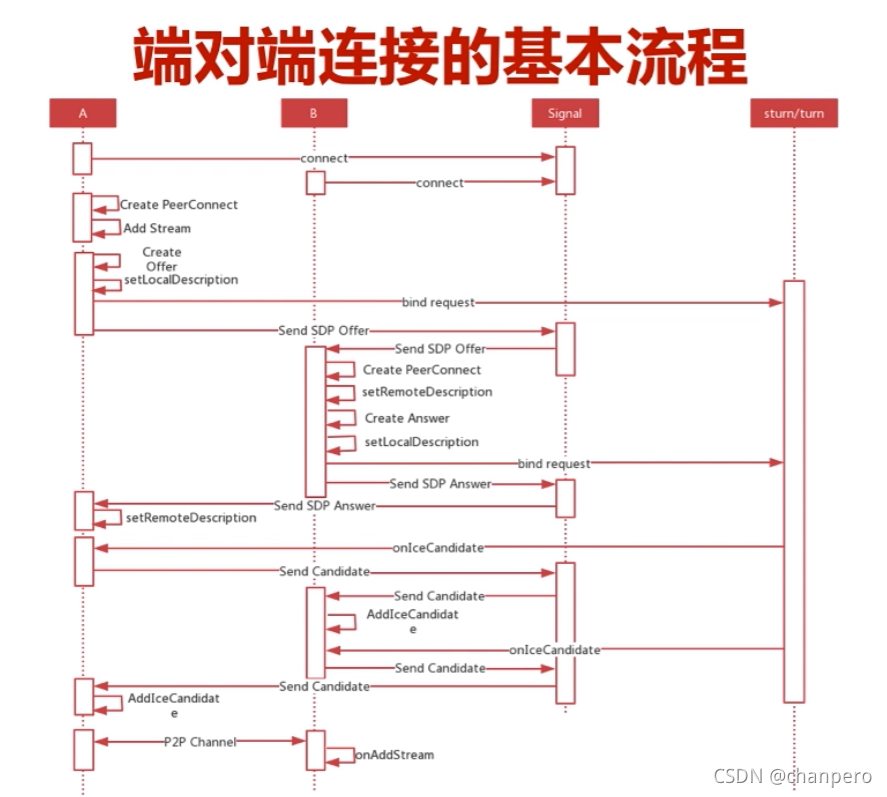 端对端连接的基本流程
A
B
Signal
sturn/turn
connect
connect
Create PeerConnect
Add Stream
Create
Offer
setLocalDescription
bind request
Send SDP Offer
Send SDP Offer
Create PeerConnect
setRemoteDescription
Create Answer
setLocalDescription
bind request
Send SDP Answer
Send SDP Answer
setRemoteDescription
onIceCandidate
Send Candidate
Send Candidate
AddIceCandidat
e
onIceCandidate
Send Candidate
Send Candidate
AddIceCandidat
e
P2P Channel
onAddStream
CSDN @chanpero